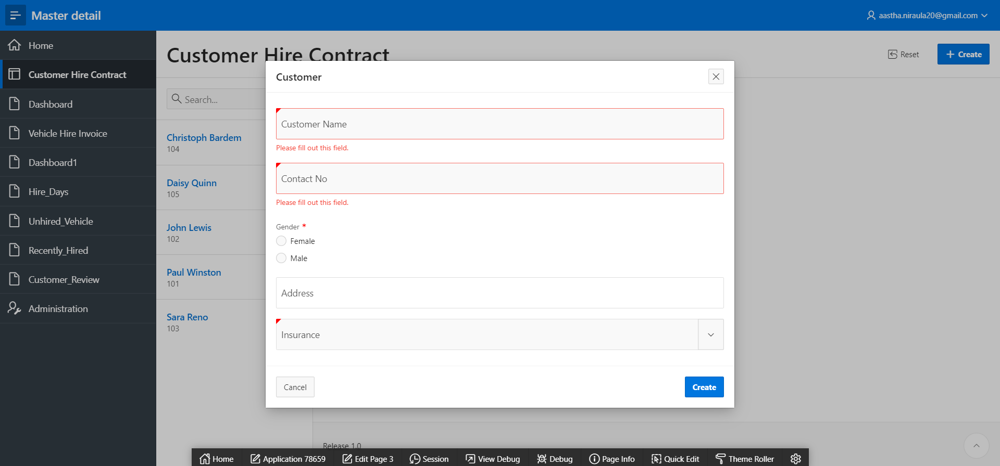 Master detail
aastha.niraula20@gmail.com
Home
Customer Hire Contract
Dashboard
Vehicle Hire Invoice
Dashboard1
Hire_Days
Unhired_Vehicle
Recently_Hired
Customer_Review
Administration
Customer Hire Contract
Reset
Create
Search...
Christoph Bardem
104
Daisy Quinn
105
John Lewis
102
Paul Winston
101
Sara Reno
103
Customer
Customer Name
Please fill out this field.
Contact No
Please fill out this field.
Gender *
Female
Male
Address
Insurance
Cancel
Create
Release 1.0
Home
Application 78659
Edit Page 3
Session
View Debug
Debug
Page Info
Quick Edit
Theme Roller